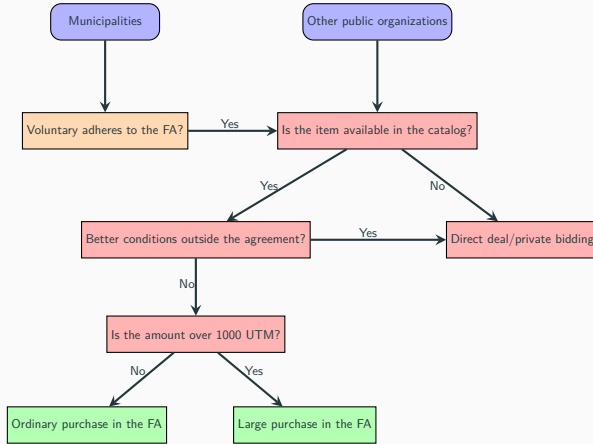 Municipalities
Other public organizations
Voluntary adheres to the FA?
Yes
Is the item available in the catalog?
Yes
No
Better conditions outside the agreement?
Yes
Direct deal/private bidding
No
Is the amount over 1000 UTM?
No
Yes
Ordinary purchase in the FA
Large purchase in the FA